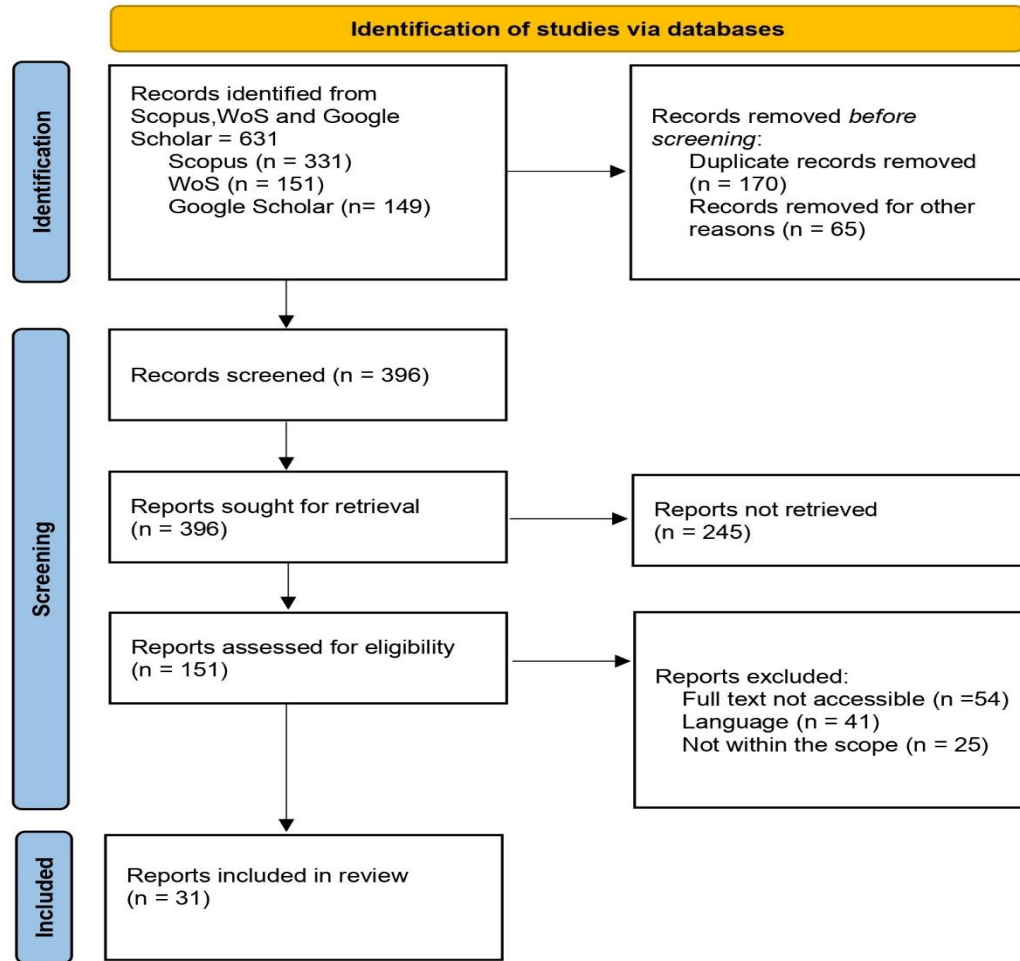 Identification of studies via databases
Identification
Records identified from
Scopus,WoS and Google
Scholar = 631
Scopus (n = 331)
WoS (n = 151)
Google Scholar (n= 149)
Records removed before
screening:
Duplicate records removed
(n = 170)
Records removed for other
reasons (n = 65)
Screening
Records screened (n = 396)
Reports sought for retrieval
(n = 396)
Reports not retrieved
(n = 245)
Reports assessed for eligibility
(n = 151)
Reports excluded:
Full text not accessible (n =54)
Language (n = 41)
Not within the scope (n = 25)
Included
Reports included in review
(n = 31)